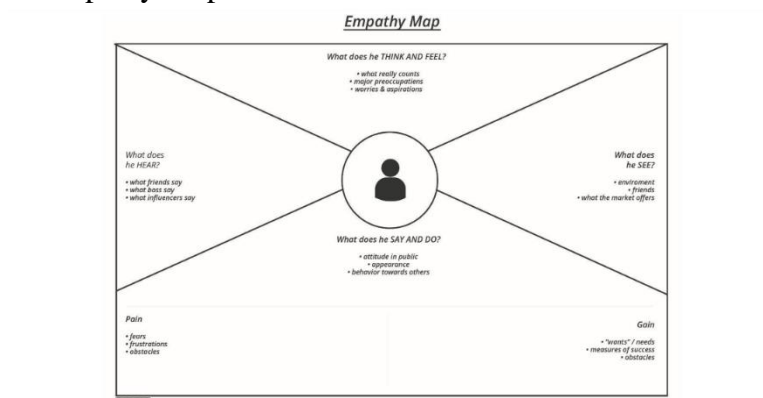 Empathy Map
What does he THINK AND FEEL?
• what really counts
• major preoccupations
• worries & aspirations
What does
he HEAR?
• what friends say
• what boss say
• what influencers say
What does
he SEE?
• enviroment
• friends
• what the market offers
What does he SAY AND DO?
• attitude in public
• appearance
• behavior towards others
Pain
• fears
• frustrations
• obstacles
Gain
• "wants" / needs
• measures of success
• obstacles